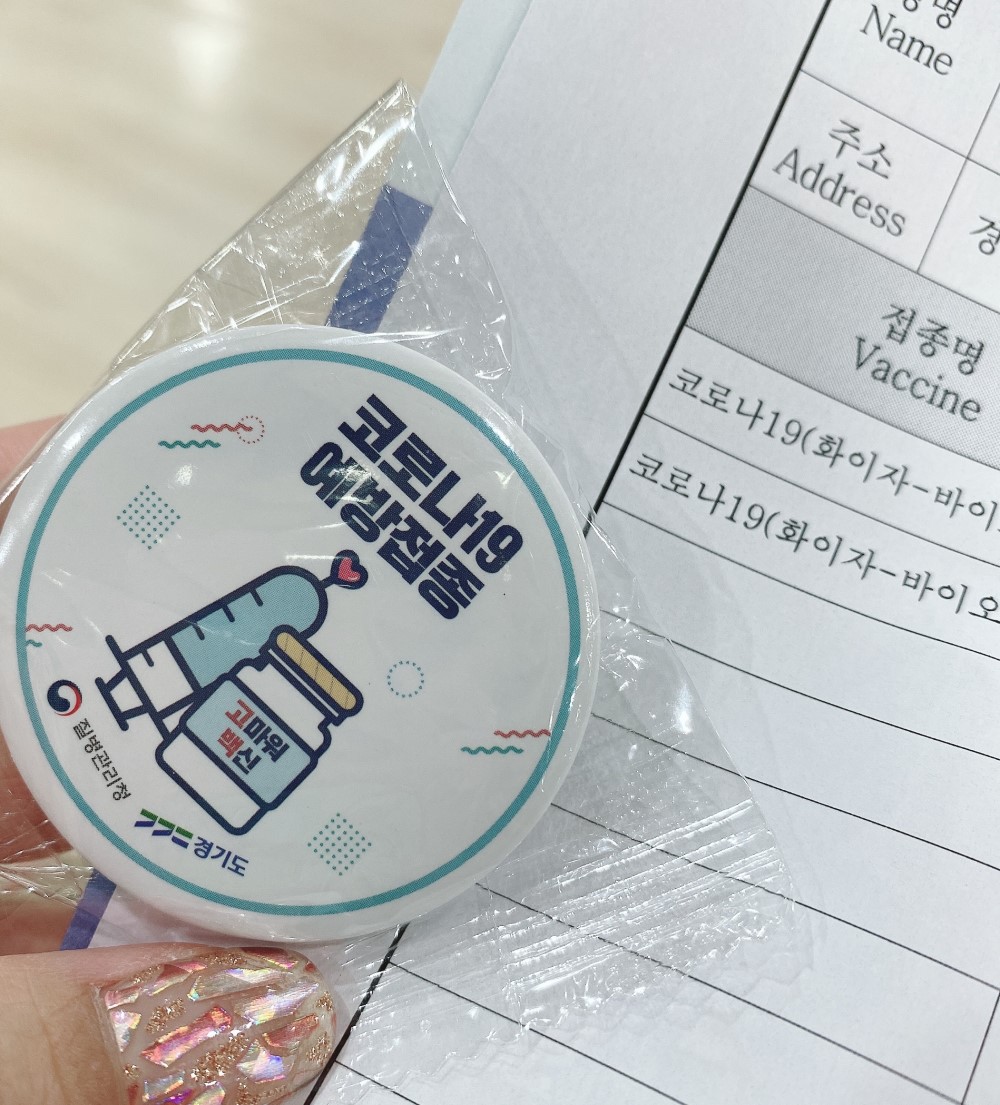 코로나19
예방접종
고마워
백신
질병관리청
경기도
Name
주소
Address
접종명
Vaccine
코로나19(화이자-바이
코로나19(화이자-바이오